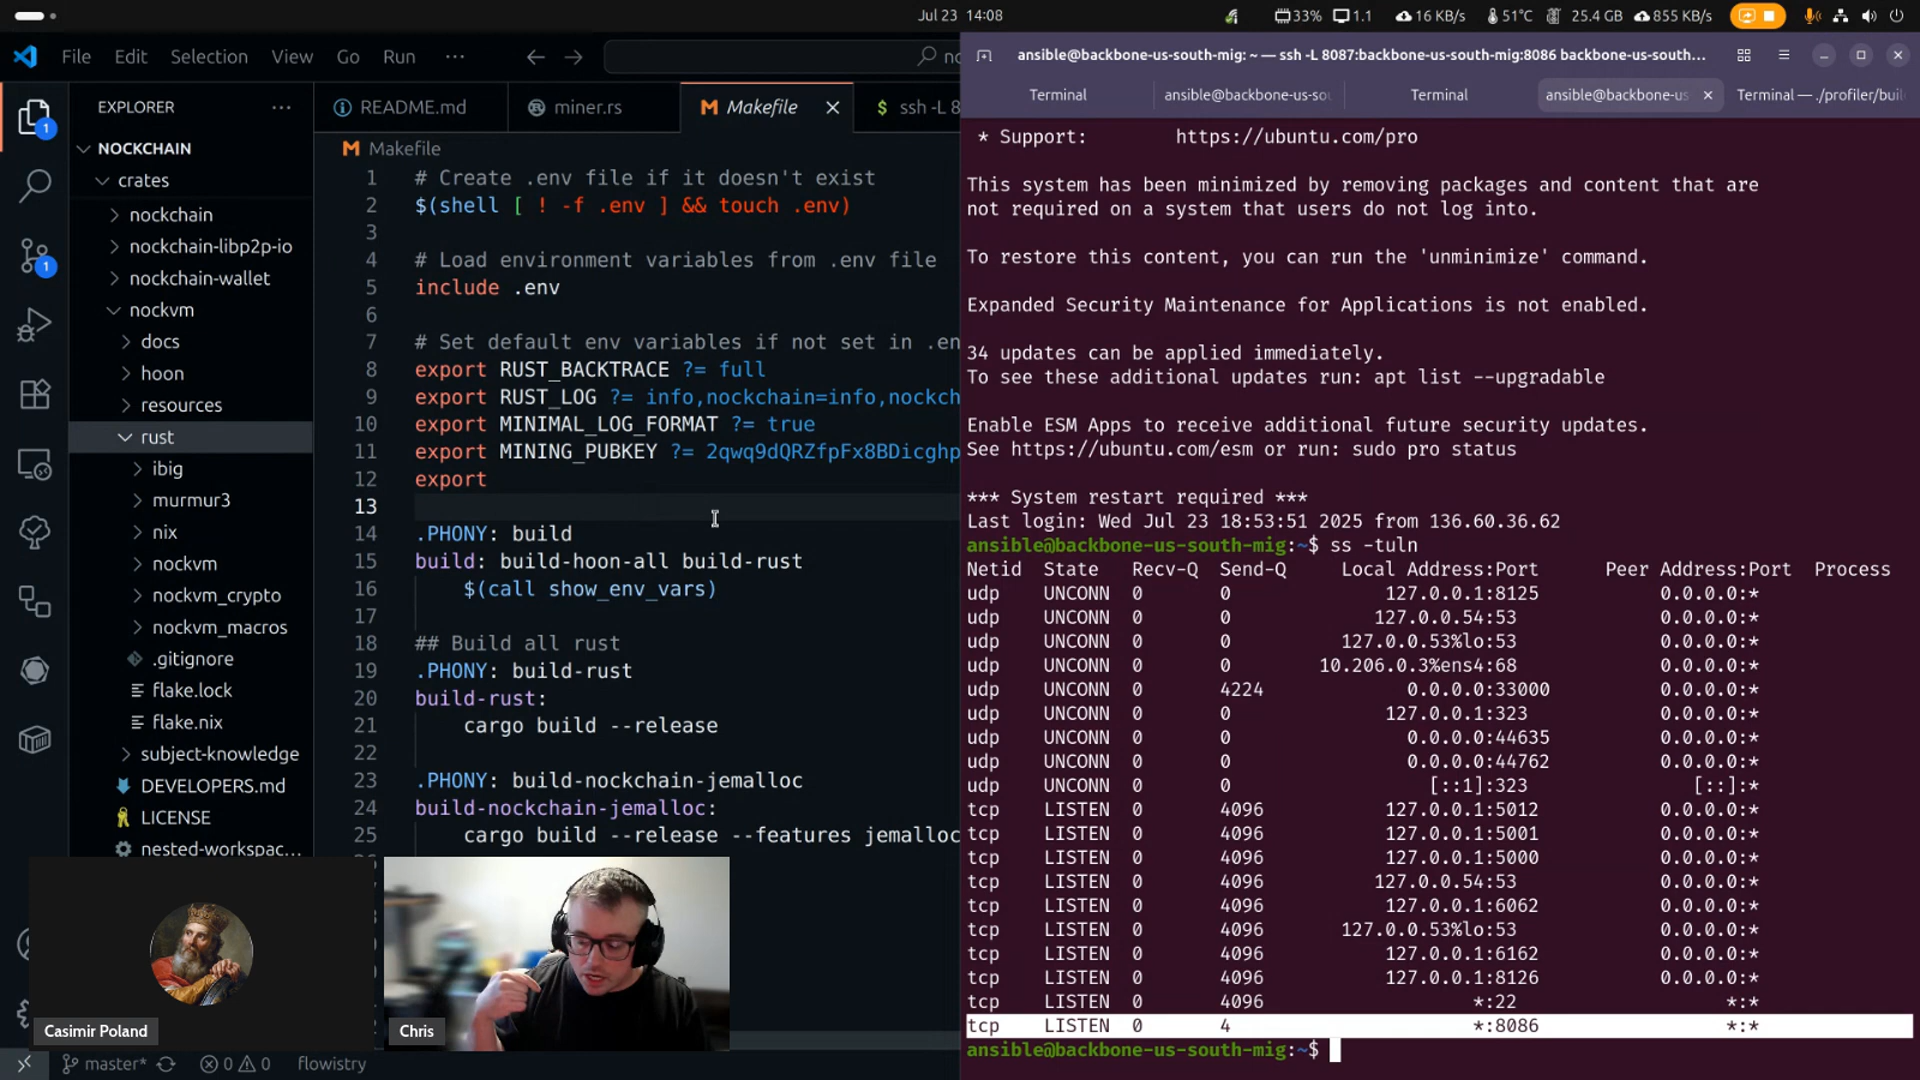 Jul 23 14:08
33% 1.1 16 KB/s 51°C 25.4 GB 855 KB/s
File Edit Selection View Go Run ···
EXPLORER ···
NOCKCHAIN
crates
nockchain
nockchain-libp2p-io
nockchain-wallet
nockvm
docs
hoon
resources
rust
ibig
murmur3
nix
nockvm
nockvm_crypto
nockvm_macros
.gitignore
flake.lock
flake.nix
subject-knowledge
DEVELOPERS.md
LICENSE
nested-workspac...
1
1
README.md miner.rs M Makefile $ ssh -L 8
M Makefile
1 # Create .env file if it doesn't exist
2 $(shell [ ! -f .env ] && touch .env)
3
4 # Load environment variables from .env file
5 include .env
6
7 # Set default env variables if not set in .en
8 export RUST_BACKTRACE ?= full
9 export RUST_LOG ?= info,nockchain=info,nockch
10 export MINIMAL_LOG_FORMAT ?= true
11 export MINING_PUBKEY ?= 2qwq9dQRZfpFx8BDicghp
12 export
13
14 .PHONY: build
15 build: build-hoon-all build-rust
16 $(call show_env_vars)
17
18 ## Build all rust
19 .PHONY: build-rust
20 build-rust:
21 cargo build --release
22
23 .PHONY: build-nockchain-jemalloc
24 build-nockchain-jemalloc:
25 cargo build --release --features jemalloc
Casimir Poland
Chris
master* 0 0 flowistry
ansible@backbone-us-south-mig: ~ — ssh -L 8087:backbone-us-south-mig:8086 backbone-us-south...
Terminal ansible@backbone-us-so Terminal ansible@backbone-us- Terminal — ./profiler/buil
* Support: https://ubuntu.com/pro
This system has been minimized by removing packages and content that are
not required on a system that users do not log into.
To restore this content, you can run the 'unminimize' command.
Expanded Security Maintenance for Applications is not enabled.
34 updates can be applied immediately.
To see these additional updates run: apt list --upgradable
Enable ESM Apps to receive additional future security updates.
See https://ubuntu.com/esm or run: sudo pro status
*** System restart required ***
Last login: Wed Jul 23 18:53:51 2025 from 136.60.36.62
ansible@backbone-us-south-mig:~$ ss -tuln
Netid State Recv-Q Send-Q Local Address:Port Peer Address:Port Process
udp UNCONN 0 0 127.0.0.1:8125 0.0.0.0:*
udp UNCONN 0 0 127.0.0.54:53 0.0.0.0:*
udp UNCONN 0 0 127.0.0.53%lo:53 0.0.0.0:*
udp UNCONN 0 0 10.206.0.3%ens4:68 0.0.0.0:*
udp UNCONN 0 4224 0.0.0.0:33000 0.0.0.0:*
udp UNCONN 0 0 127.0.0.1:323 0.0.0.0:*
udp UNCONN 0 0 0.0.0.0:44635 0.0.0.0:*
udp UNCONN 0 0 0.0.0.0:44762 0.0.0.0:*
udp UNCONN 0 0 [::1]:323 [::]:*
tcp LISTEN 0 4096 127.0.0.1:5012 0.0.0.0:*
tcp LISTEN 0 4096 127.0.0.1:5001 0.0.0.0:*
tcp LISTEN 0 4096 127.0.0.1:5000 0.0.0.0:*
tcp LISTEN 0 4096 127.0.0.54:53 0.0.0.0:*
tcp LISTEN 0 4096 127.0.0.1:6062 0.0.0.0:*
tcp LISTEN 0 4096 127.0.0.53%lo:53 0.0.0.0:*
tcp LISTEN 0 4096 127.0.0.1:6162 0.0.0.0:*
tcp LISTEN 0 4096 127.0.0.1:8126 0.0.0.0:*
tcp LISTEN 0 4096 *:22 *:*
tcp LISTEN 0 4 *:8086 *:*
ansible@backbone-us-south-mig:~$